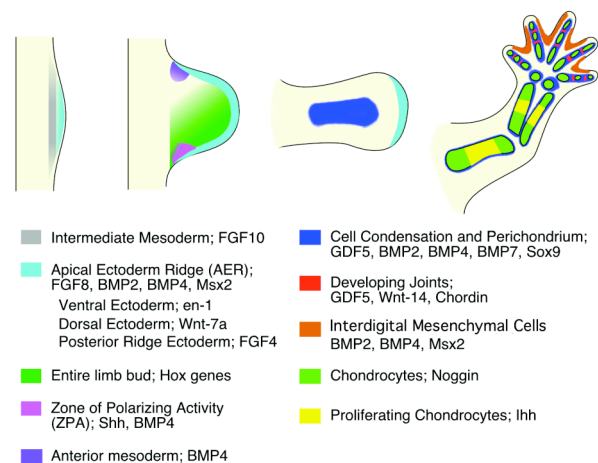 Intermediate Mesoderm; FGF10
Apical Ectoderm Ridge (AER);
FGF8, BMP2, BMP4, Msx2
Ventral Ectoderm; en-1
Dorsal Ectoderm; Wnt-7a
Posterior Ridge Ectoderm; FGF4
Entire limb bud; Hox genes
Zone of Polarizing Activity
(ZPA); Shh, BMP4
Anterior mesoderm; BMP4
Cell Condensation and Perichondrium;
GDF5, BMP2, BMP4, BMP7, Sox9
Developing Joints;
GDF5, Wnt-14, Chordin
Interdigital Mesenchymal Cells
BMP2, BMP4, Msx2
Chondrocytes; Noggin
Proliferating Chondrocytes; Ihh